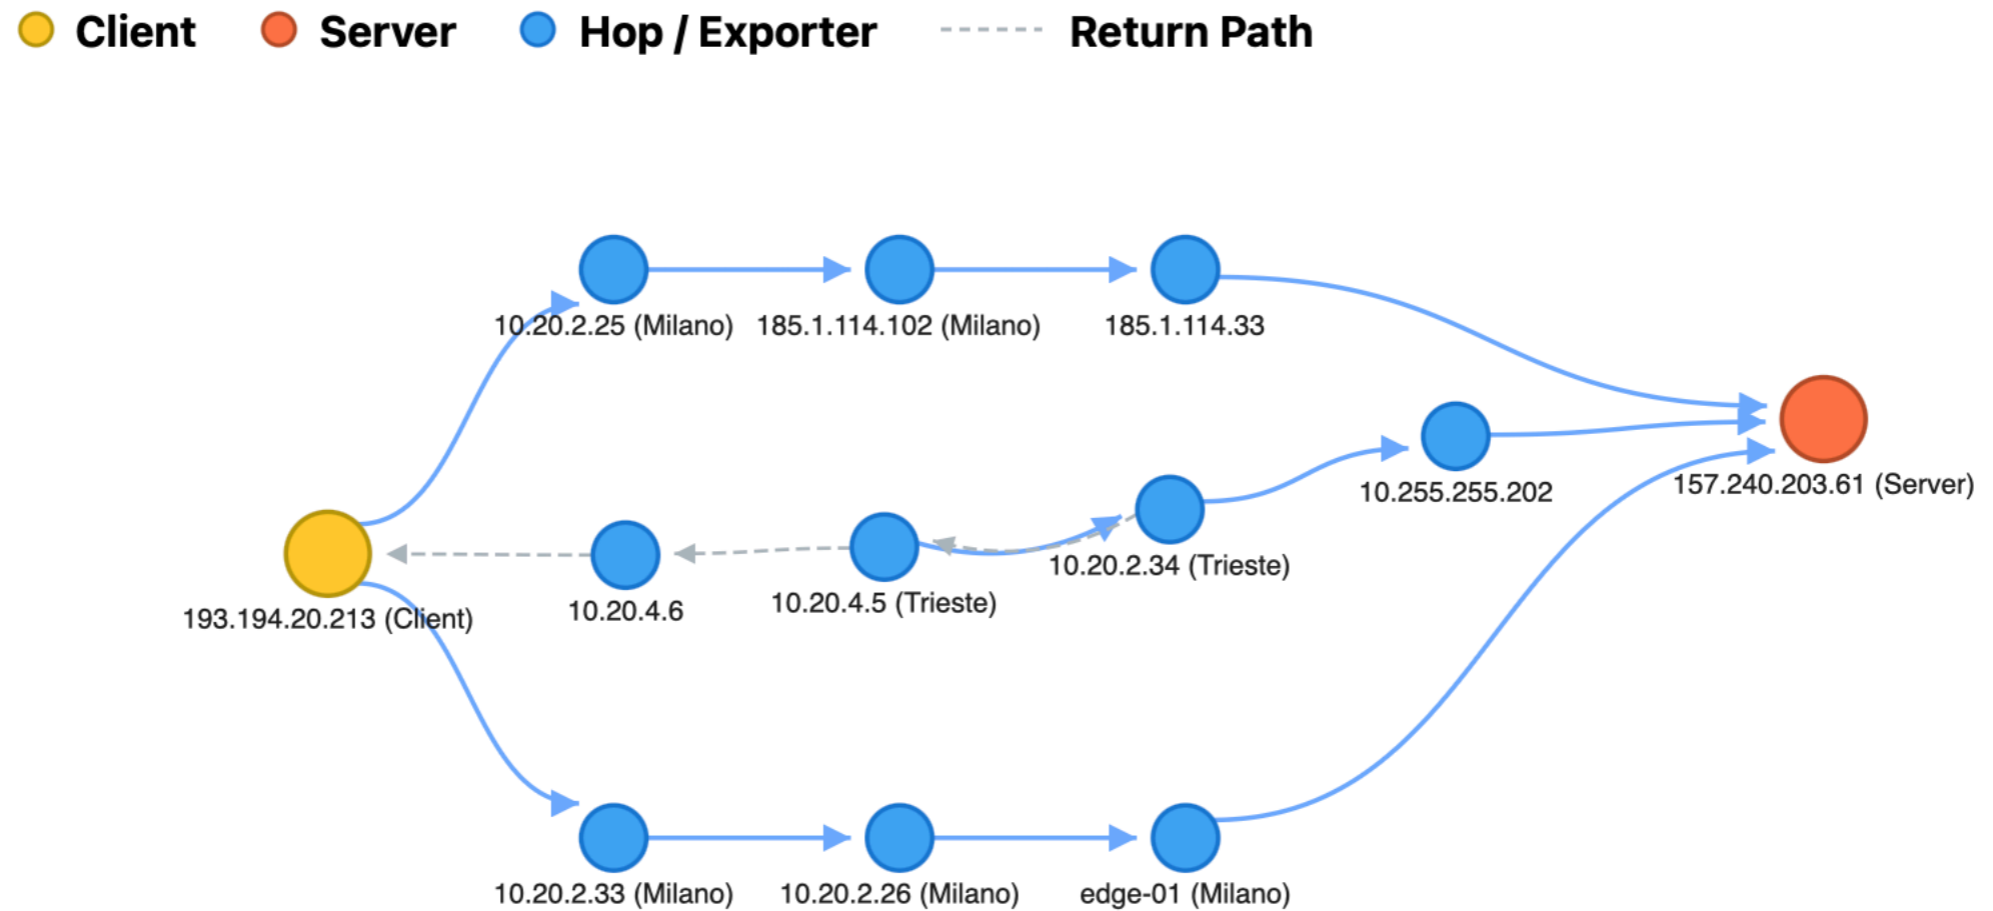 Client Server Hop / Exporter Return Path
10.20.2.25 (Milano) 185.1.114.102 (Milano) 185.1.114.33
157.240.203.61 (Server)
10.255.255.202
10.20.2.34 (Trieste)
10.20.4.5 (Trieste)
10.20.4.6
193.194.20.213 (Client)
10.20.2.33 (Milano) 10.20.2.26 (Milano) edge-01 (Milano)